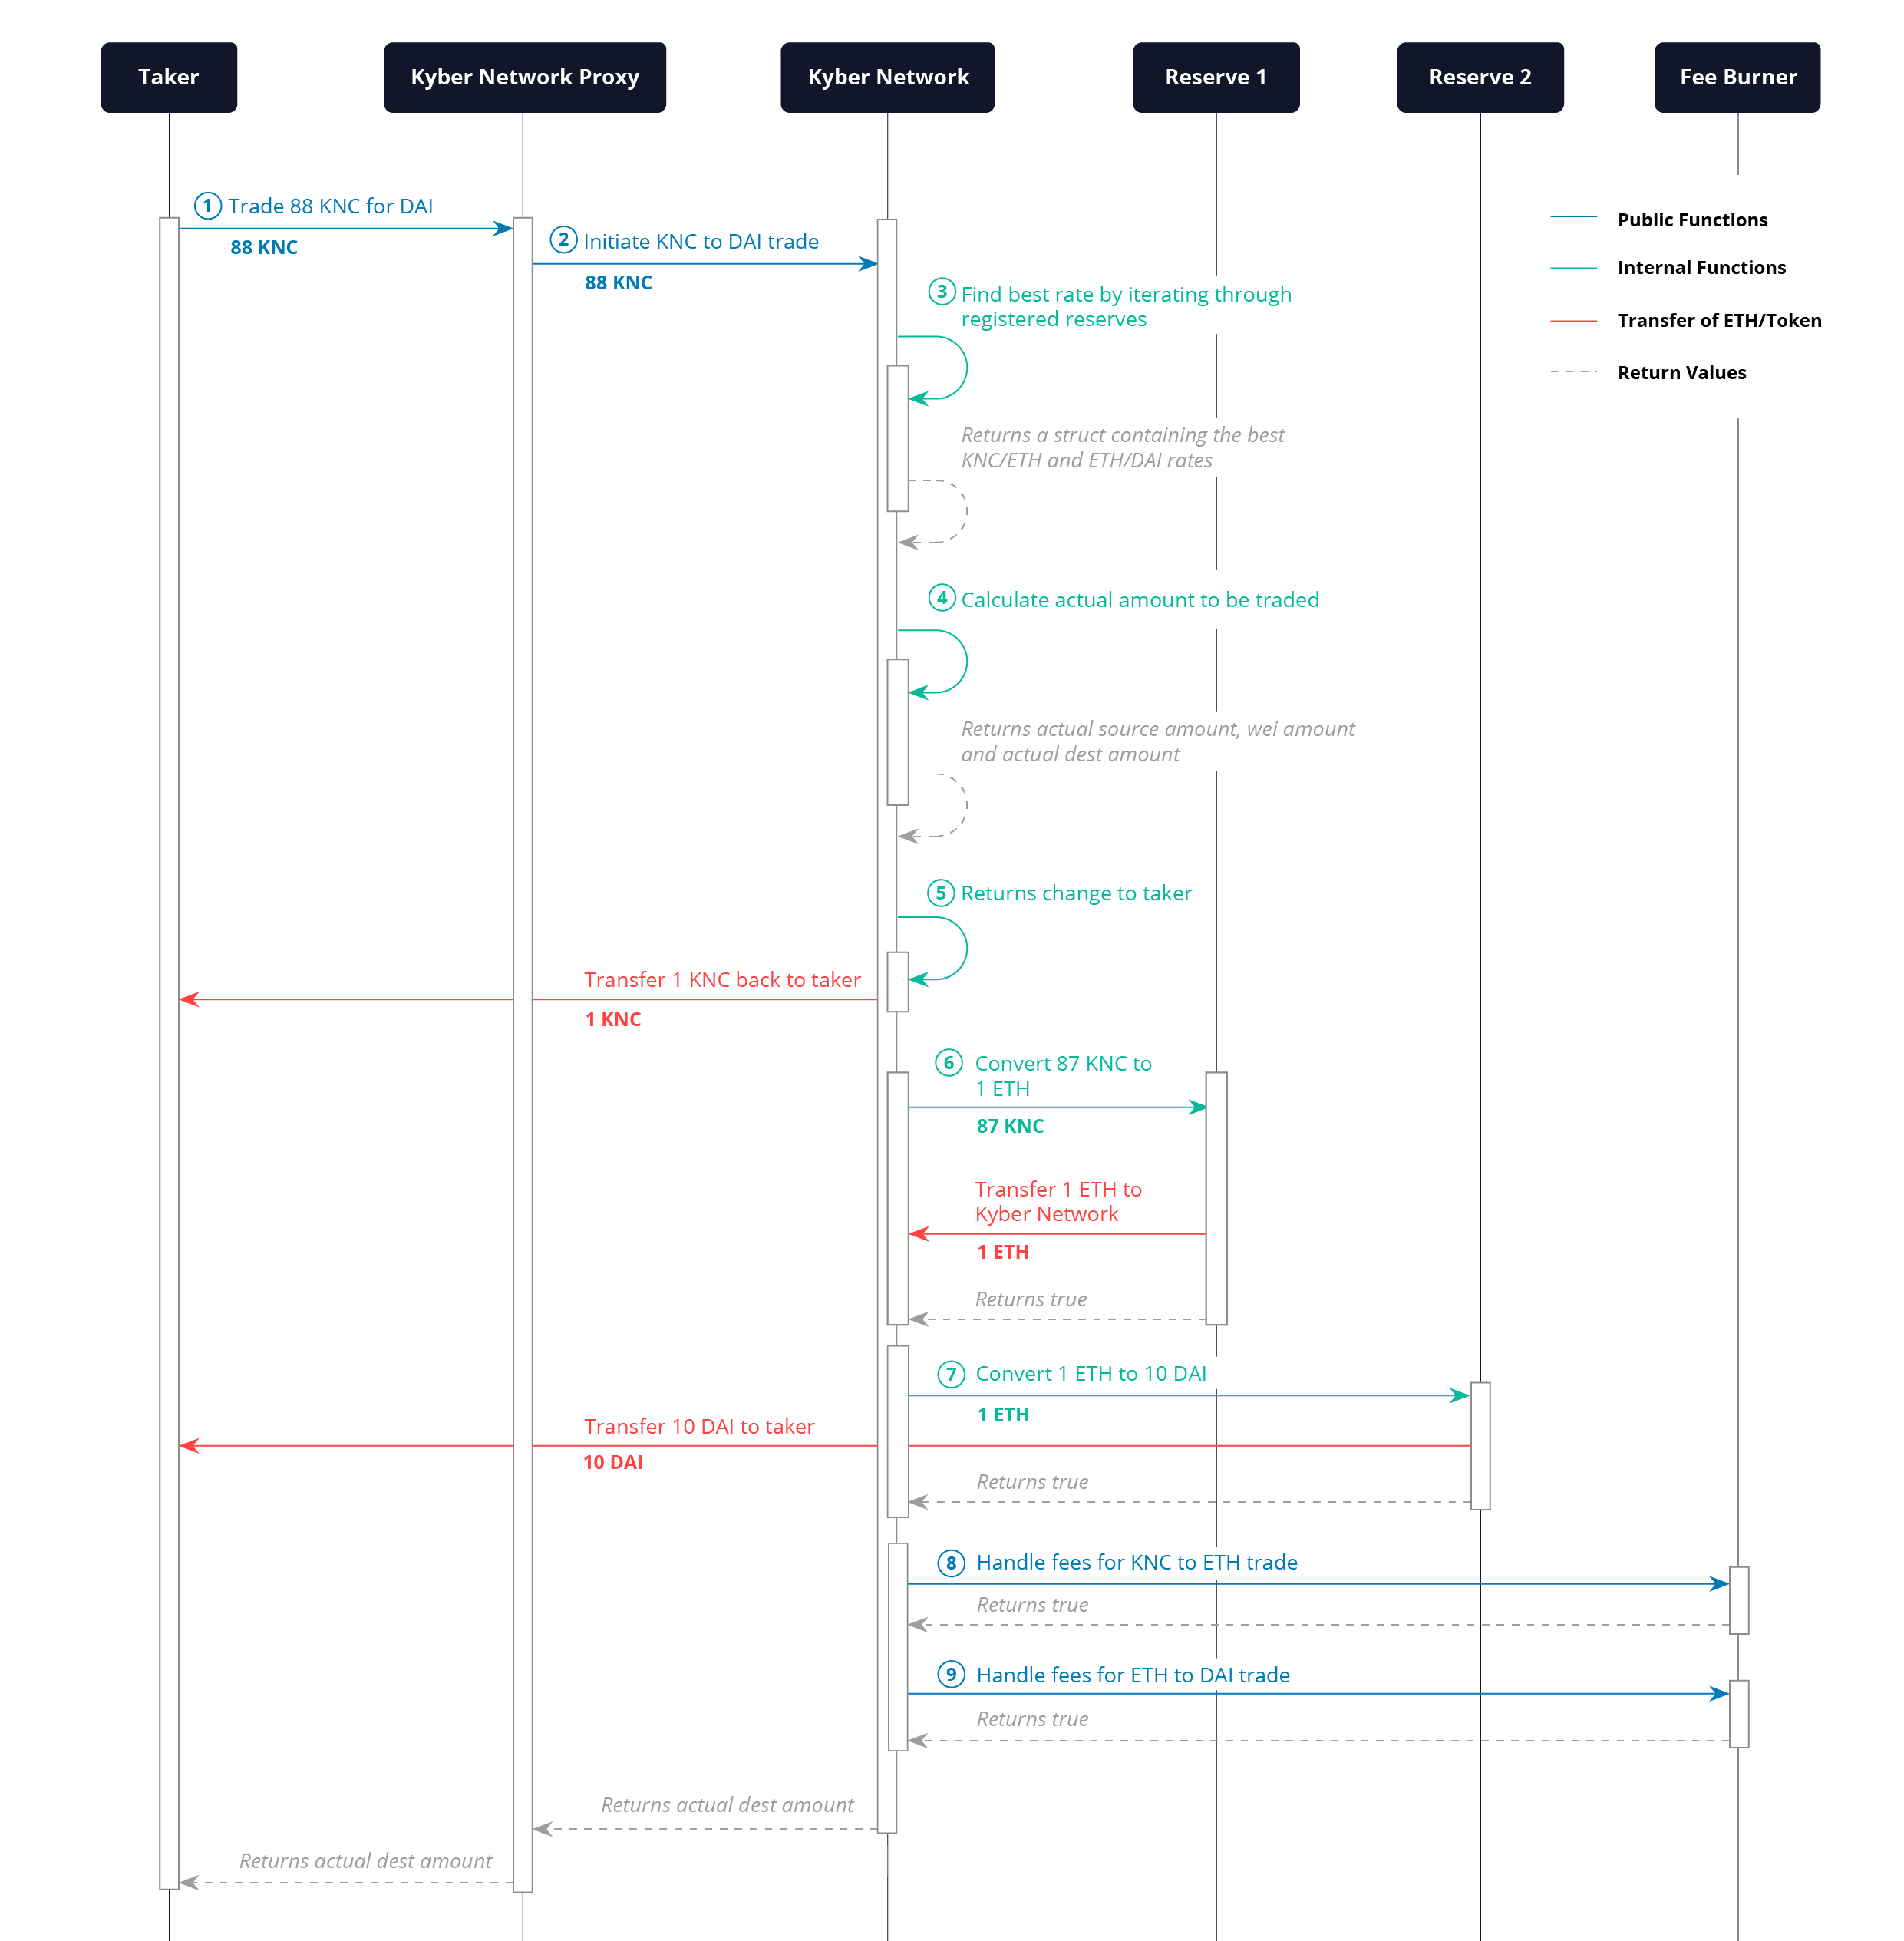 Taker
Kyber Network Proxy
Kyber Network
Reserve 1
Reserve 2
Fee Burner
1 Trade 88 KNC for DAI
88 KNC
2 Initiate KNC to DAI trade
88 KNC
Public Functions
Internal Functions
Transfer of ETH/Token
Return Values
3 Find best rate by iterating through
registered reserves
Returns a struct containing the best
KNC/ETH and ETH/DAI rates
4 Calculate actual amount to be traded
Returns actual source amount, wei amount
and actual dest amount
5 Returns change to taker
Transfer 1 KNC back to taker
1 KNC
6 Convert 87 KNC to
1 ETH
87 KNC
Transfer 1 ETH to
Kyber Network
1 ETH
Returns true
7 Convert 1 ETH to 10 DAI
1 ETH
Transfer 10 DAI to taker
10 DAI
Returns true
8 Handle fees for KNC to ETH trade
Returns true
9 Handle fees for ETH to DAI trade
Returns true
Returns actual dest amount
Returns actual dest amount